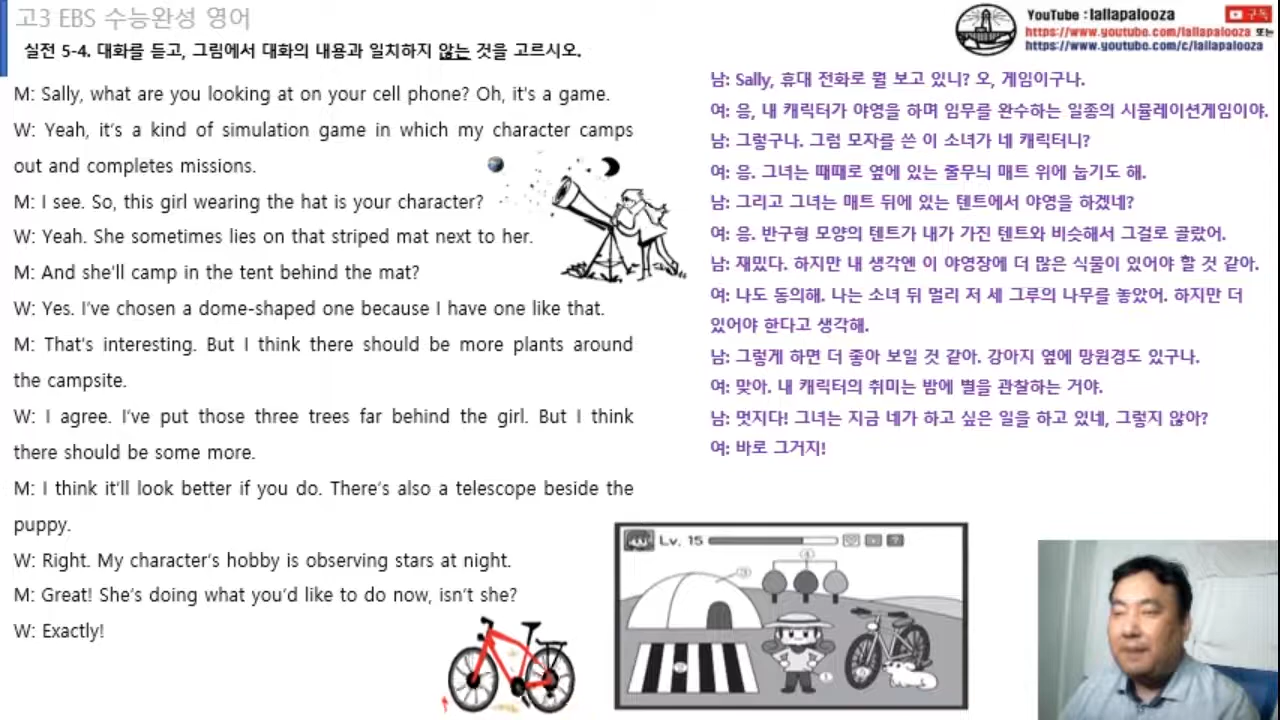 고3 EBS 수능완성 영어
YouTube : lallapalooza
구독
https://www.youtube.com/lallapalooza 또는
https://www.youtube.com/c/lallapalooza
실전 5-4. 대화를 듣고, 그림에서 대화의 내용과 일치하지 않는 것을 고르시오.
M: Sally, what are you looking at on your cell phone? Oh, it's a game.
W: Yeah, it's a kind of simulation game in which my character camps
out and completes missions.
M: I see. So, this girl wearing the hat is your character?
W: Yeah. She sometimes lies on that striped mat next to her.
M: And she'll camp in the tent behind the mat?
W: Yes. I've chosen a dome-shaped one because I have one like that.
M: That's interesting. But I think there should be more plants around
the campsite.
W: I agree. I've put those three trees far behind the girl. But I think
there should be some more.
M: I think it'll look better if you do. There's also a telescope beside the
puppy.
W: Right. My character's hobby is observing stars at night.
M: Great! She's doing what you'd like to do now, isn't she?
W: Exactly!
남: Sally, 휴대 전화로 뭘 보고 있니? 오, 게임이구나.
여: 응, 내 캐릭터가 야영을 하며 임무를 완수하는 일종의 시뮬레이션게임이야.
남: 그렇구나. 그럼 모자를 쓴 이 소녀가 네 캐릭터니?
여: 응. 그녀는 때때로 옆에 있는 줄무늬 매트 위에 눕기도 해.
남: 그리고 그녀는 매트 뒤에 있는 텐트에서 야영을 하겠네?
여: 응. 반구형 모양의 텐트가 내가 가진 텐트와 비슷해서 그걸로 골랐어.
남: 재밌다. 하지만 내 생각엔 이 야영장에 더 많은 식물이 있어야 할 것 같아.
여: 나도 동의해. 나는 소녀 뒤 멀리 저 세 그루의 나무를 놓았어. 하지만 더
있어야 한다고 생각해.
남: 그렇게 하면 더 좋아 보일 것 같아. 강아지 옆에 망원경도 있구나.
여: 맞아. 내 캐릭터의 취미는 밤에 별을 관찰하는 거야.
남: 멋지다! 그녀는 지금 네가 하고 싶은 일을 하고 있네, 그렇지 않아?
여: 바로 그거지!
Lv. 15
④
③
②
①